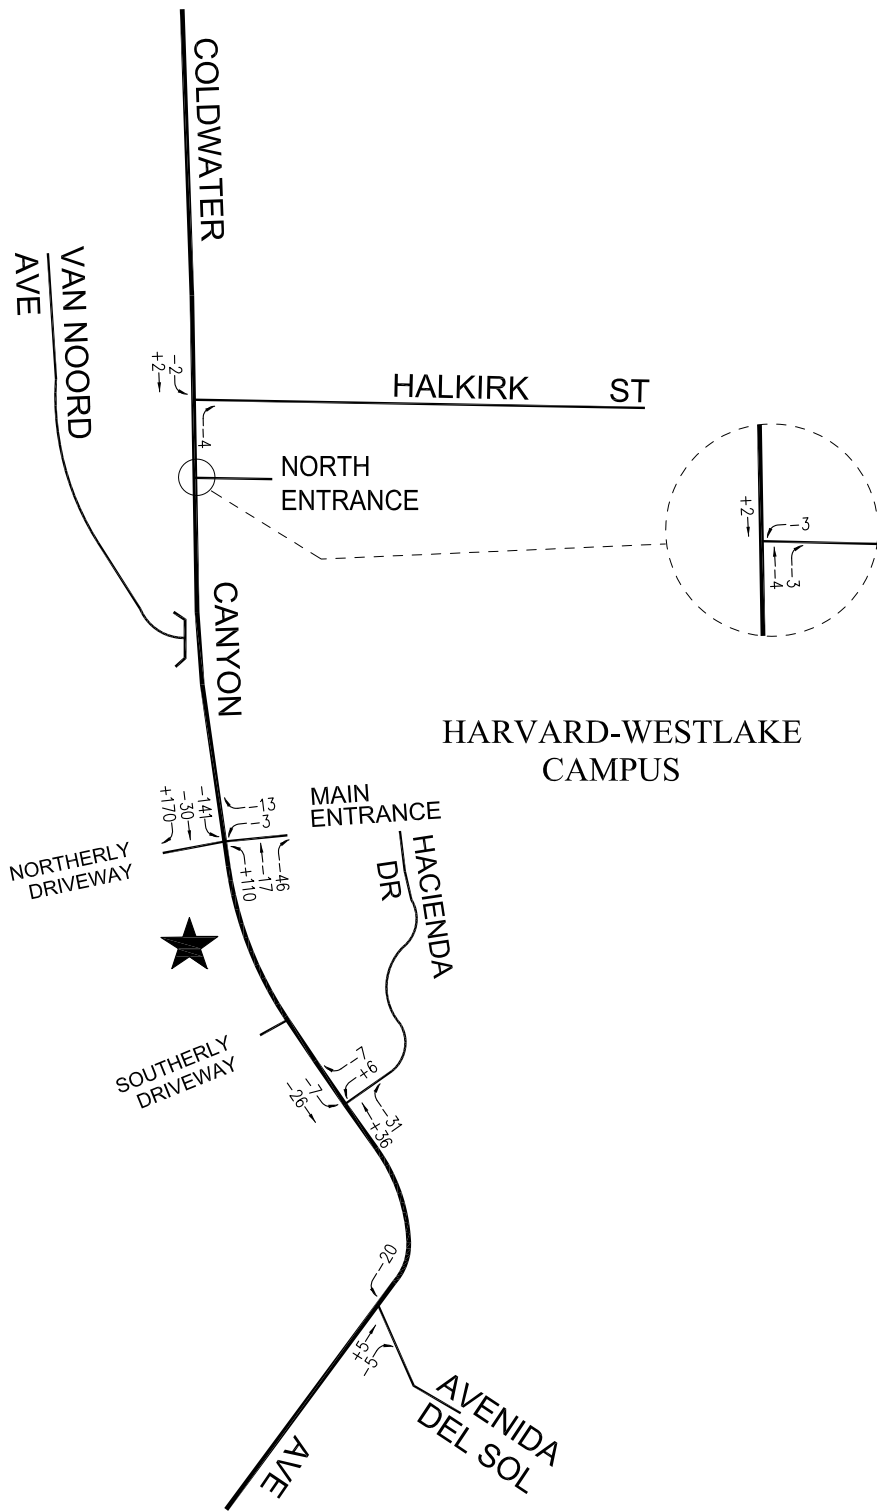 COLDWATER
VAN NOORD
AVE
-2
+2
HALKIRK ST
-4
NORTH
ENTRANCE
+2
-3
-3
-4
CANYON
HARVARD-WESTLAKE
CAMPUS
-141
-30
+170
-13
-3
MAIN
ENTRANCE
NORTHERLY
DRIVEWAY
-46
-17
+110
HACIENDA
DR
SOUTHERLY
DRIVEWAY
-7
+6
-7
-26
-31
+36
-20
+5
-5
AVENIDA
DEL SOL
AVE